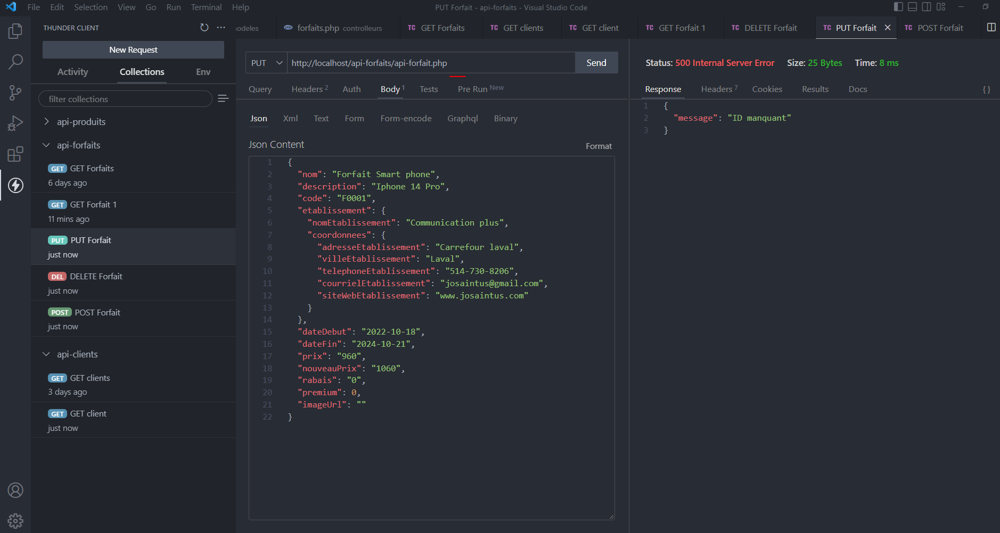 File Edit Selection View Go Run Terminal Help
PUT Forfait - api-forfaits - Visual Studio Code
THUNDER CLIENT
New Request
Activity Collections Env
filter collections
api-produits
api-forfaits
GET GET Forfaits
6 days ago
GET GET Forfait 1
11 mins ago
PUT PUT Forfait
just now
DEL DELETE Forfait
just now
POST POST Forfait
just now
api-clients
GET GET clients
3 days ago
GET GET client
just now
nodeles php forfaits.php controlleurs TC GET Forfaits TC GET clients TC GET client TC GET Forfait 1 TC DELETE Forfait TC PUT Forfait TC POST Forfait
PUT http://localhost/api-forfaits/api-forfait.php Send
Query Headers 2 Auth Body 1 Tests Pre Run New
Json Xml Text Form Form-encode Graphql Binary
Json Content
Format
1 {
2 "nom": "Forfait Smart phone",
3 "description": "Iphone 14 Pro",
4 "code": "F0001",
5 "etablissement": {
6 "nomEtablissement": "Communication plus",
7 "coordonnees": {
8 "adresseEtablissement": "Carrefour laval",
9 "villeEtablissement": "Laval",
10 "telephoneEtablissement": "514-730-8206",
11 "courrielEtablissement": "josaintus@gmail.com",
12 "siteWebEtablissement": "www.josaintus.com"
13 }
14 },
15 "dateDebut": "2022-10-18",
16 "dateFin": "2024-10-21",
17 "prix": "960",
18 "nouveauPrix": "1060",
19 "rabais": "0",
20 "premium": 0,
21 "imageUrl": ""
22 }
Status: 500 Internal Server Error Size: 25 Bytes Time: 8 ms
Response Headers 7 Cookies Results Docs { }
1 {
2 "message": "ID manquant"
3 }